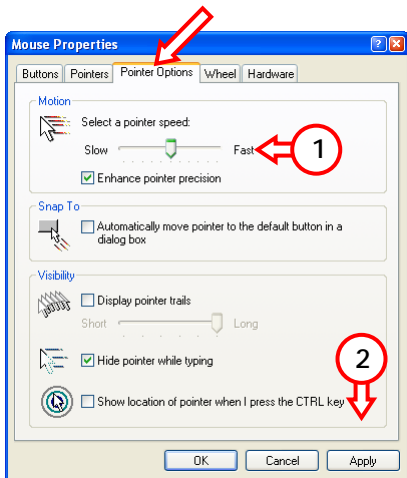 Mouse Properties
Buttons Pointers Pointer Options Wheel Hardware
Motion
Select a pointer speed:
Slow Fast
1
Enhance pointer precision
Snap To
Automatically move pointer to the default button in a
dialog box
Visibility
Display pointer trails
Short Long
Hide pointer while typing
2
Show location of pointer when I press the CTRL key
OK Cancel Apply